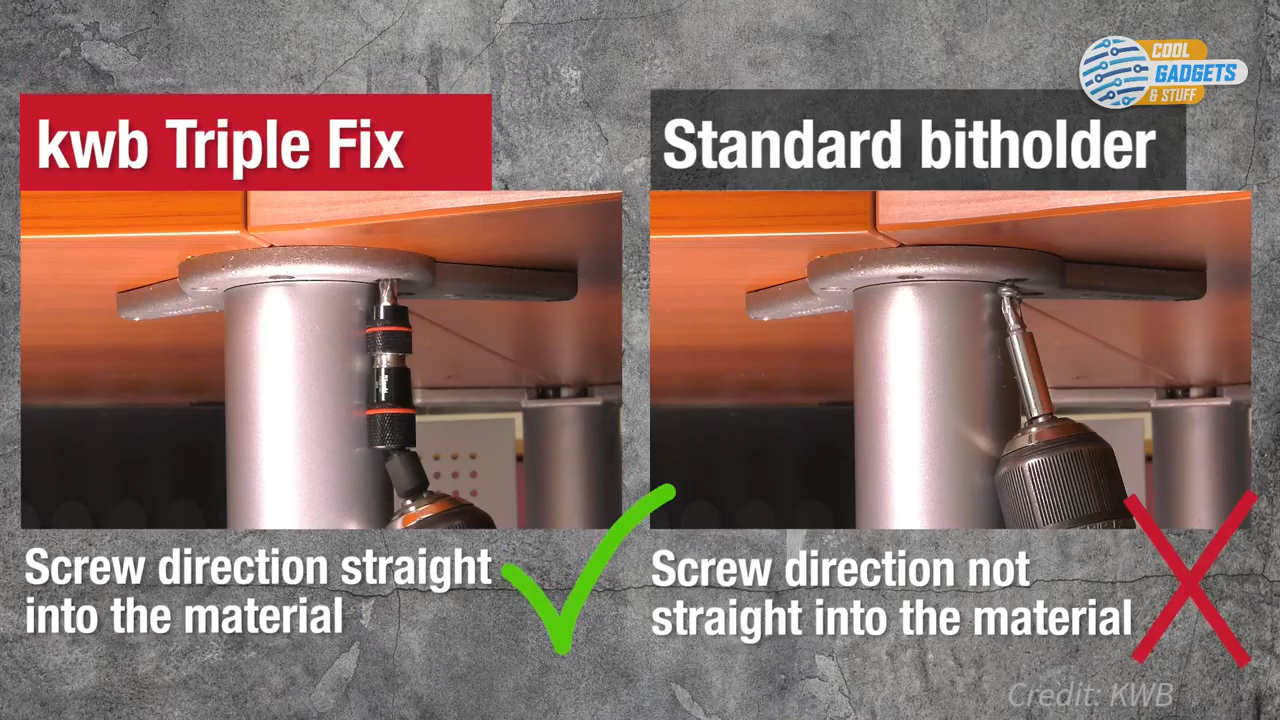 COOL
GADGETS
& STUFF
kwb Triple Fix
Standard bitholder
Screw direction straight
into the material
Screw direction not
straight into the material
Credit: KWB